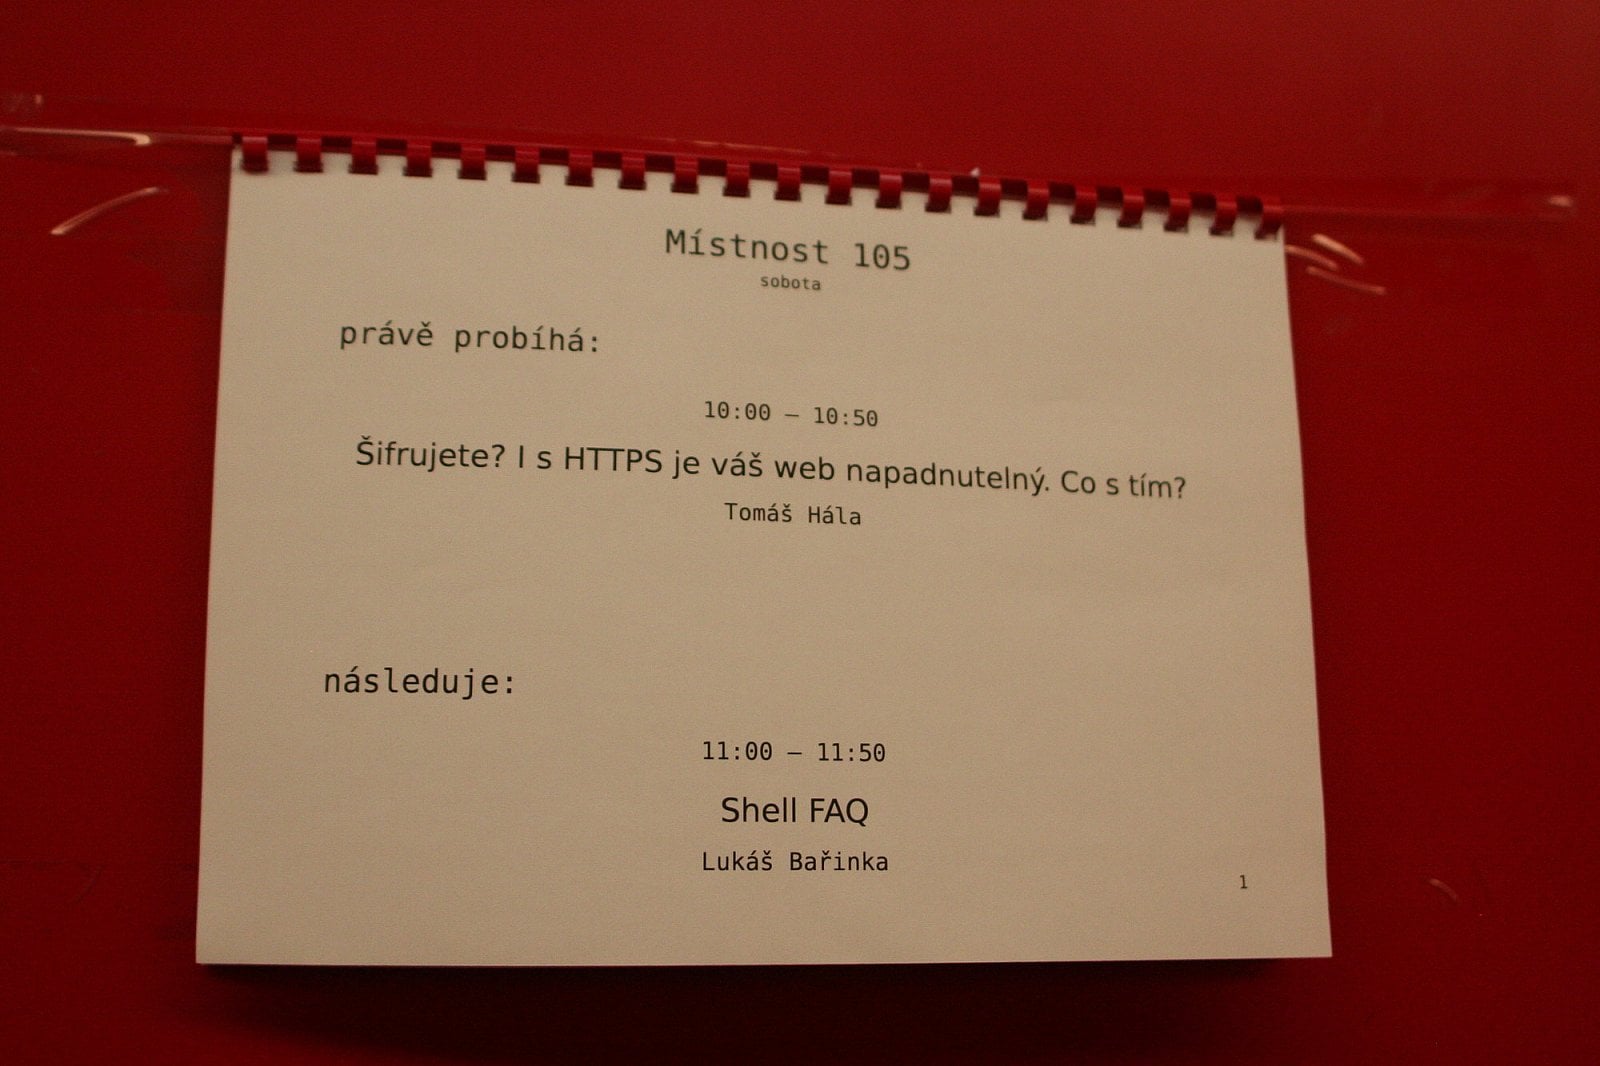 Místnost 105
sobota
právě probíhá:
10:00 – 10:50
Šifrujete? I s HTTPS je váš web napadnutelný. Co s tím?
Tomáš Hála
následuje:
11:00 – 11:50
Shell FAQ
Lukáš Bařinka
1